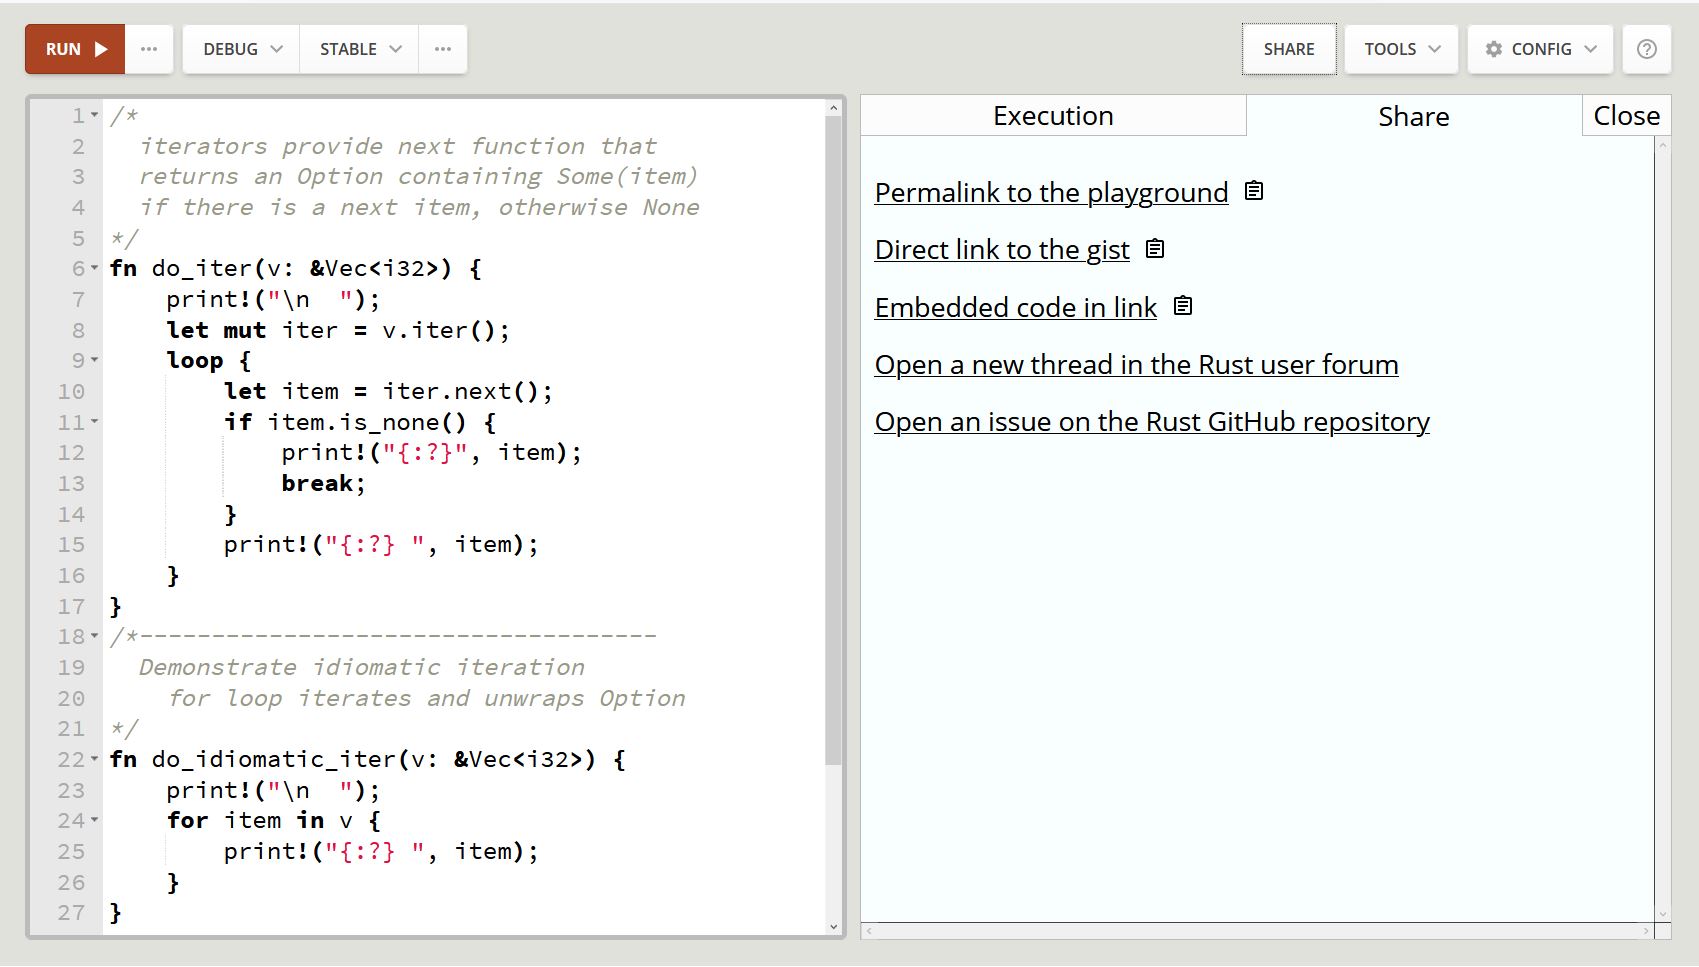 RUN ··· DEBUG STABLE ··· SHARE TOOLS CONFIG ?
1 /*
2   iterators provide next function that
3   returns an Option containing Some(item)
4   if there is a next item, otherwise None
5 */
6 fn do_iter(v: &Vec<i32>) {
7     print!("\n  ");
8     let mut iter = v.iter();
9     loop {
10         let item = iter.next();
11         if item.is_none() {
12             print!("{:?}", item);
13             break;
14         }
15         print!("{:?} ", item);
16     }
17 }
18 /*------------------------------------
19   Demonstrate idiomatic iteration
20     for loop iterates and unwraps Option
21 */
22 fn do_idiomatic_iter(v: &Vec<i32>) {
23     print!("\n  ");
24     for item in v {
25         print!("{:?} ", item);
26     }
27 }
Execution Share Close
Permalink to the playground
Direct link to the gist
Embedded code in link
Open a new thread in the Rust user forum
Open an issue on the Rust GitHub repository